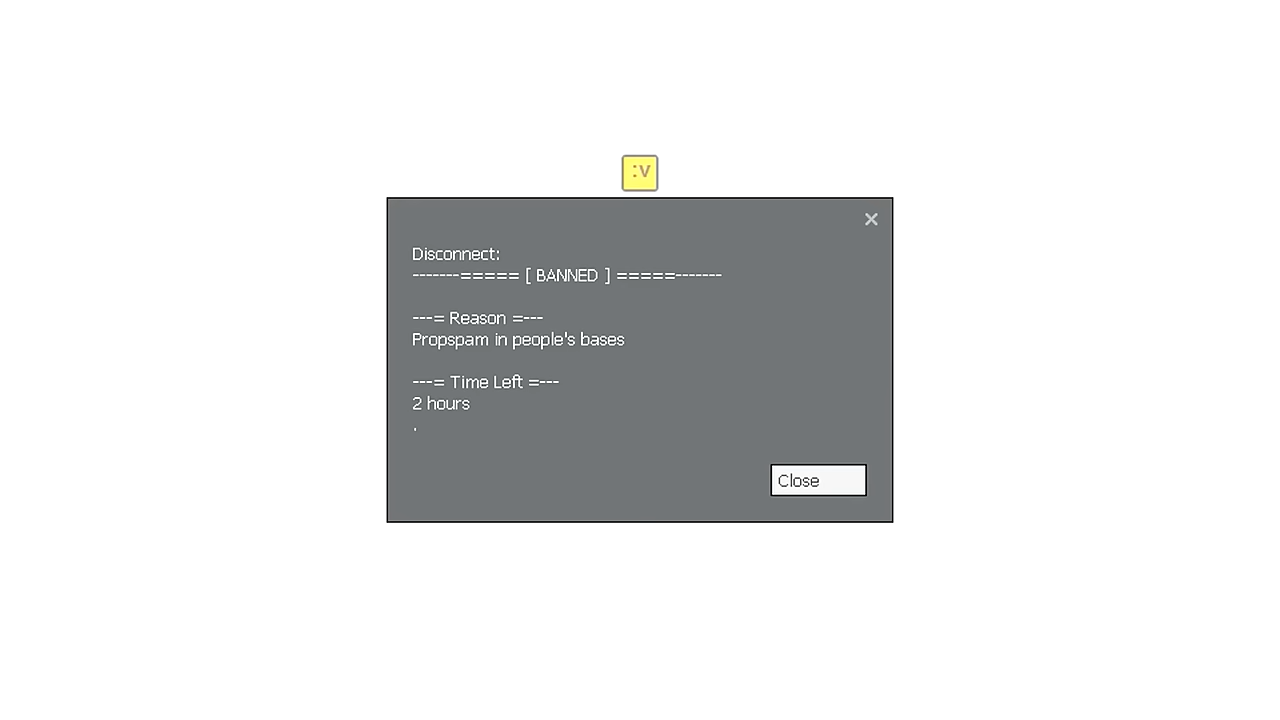 :v
Disconnect:
-------===== [ BANNED ] =====-------
---= Reason =---
Propspam in people's bases
---= Time Left =---
2 hours
.
Close